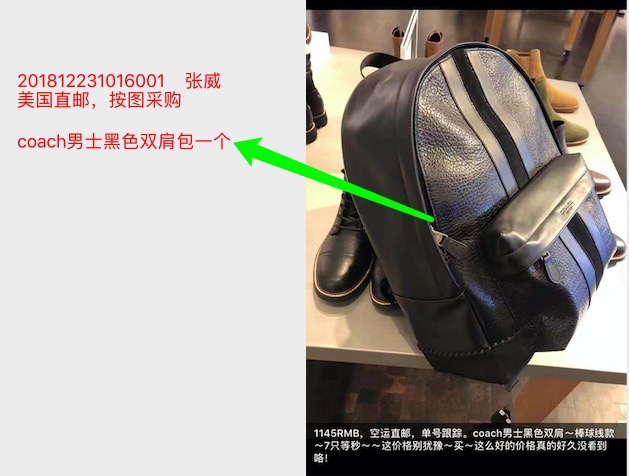 201812231016001 张威
美国直邮，按图采购
coach男士黑色双肩包一个
COACH
1145RMB，空运直邮，单号跟踪。coach男士黑色双肩～棒球线款
～7只等秒～～这价格别犹豫～买～这么好的价格真的好久没看到
咯！